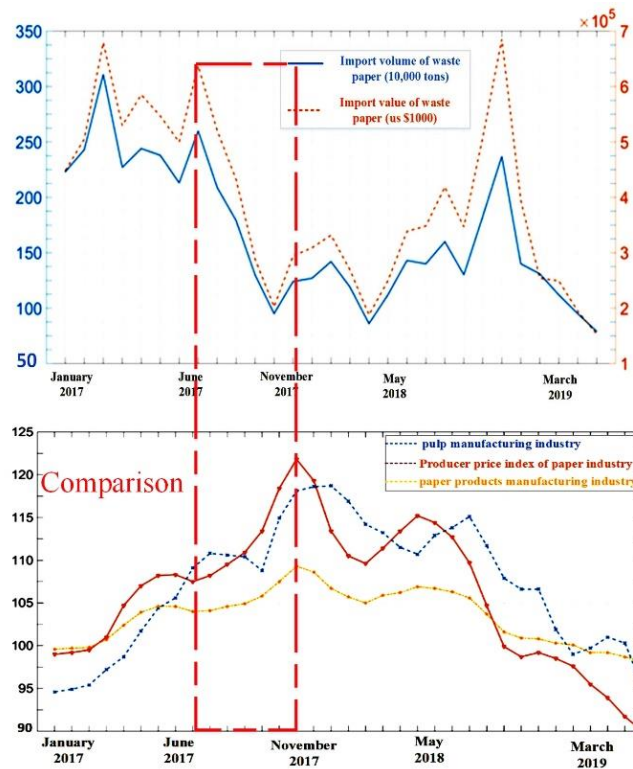 × 10⁵
350
300
250
200
150
100
50
7
6
5
4
3
2
1
Import volume of waste
paper (10,000 tons)
Import value of waste
paper (us $1000)
January
2017
June
2017
November
2017
May
2018
March
2019
125
120
115
110
105
100
95
90
pulp manufacturing industry
Producer price index of paper industry
paper products manufacturing industry
Comparison
January
2017
June
2017
November
2017
May
2018
March
2019